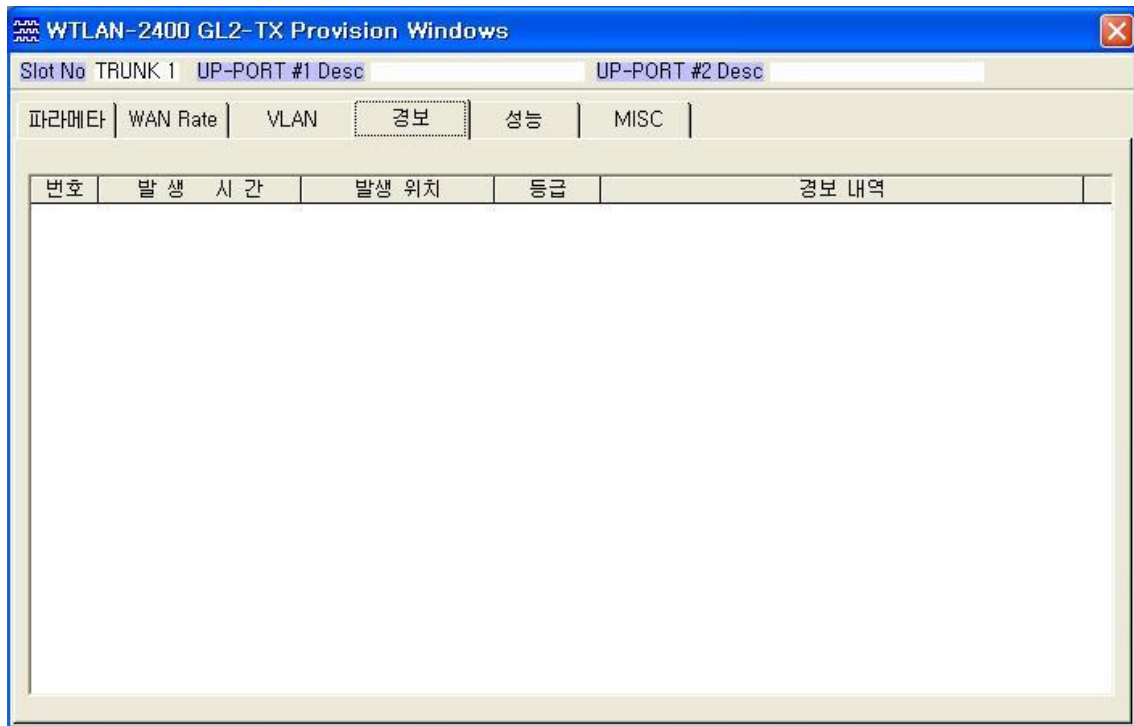 WTLAN-2400 GL2-TX Provision Windows
Slot No TRUNK 1 UP-PORT #1 Desc UP-PORT #2 Desc
파라메타 WAN Rate VLAN 경보 성능 MISC
번호 발 생 시 간 발생 위치 등급 경보 내역